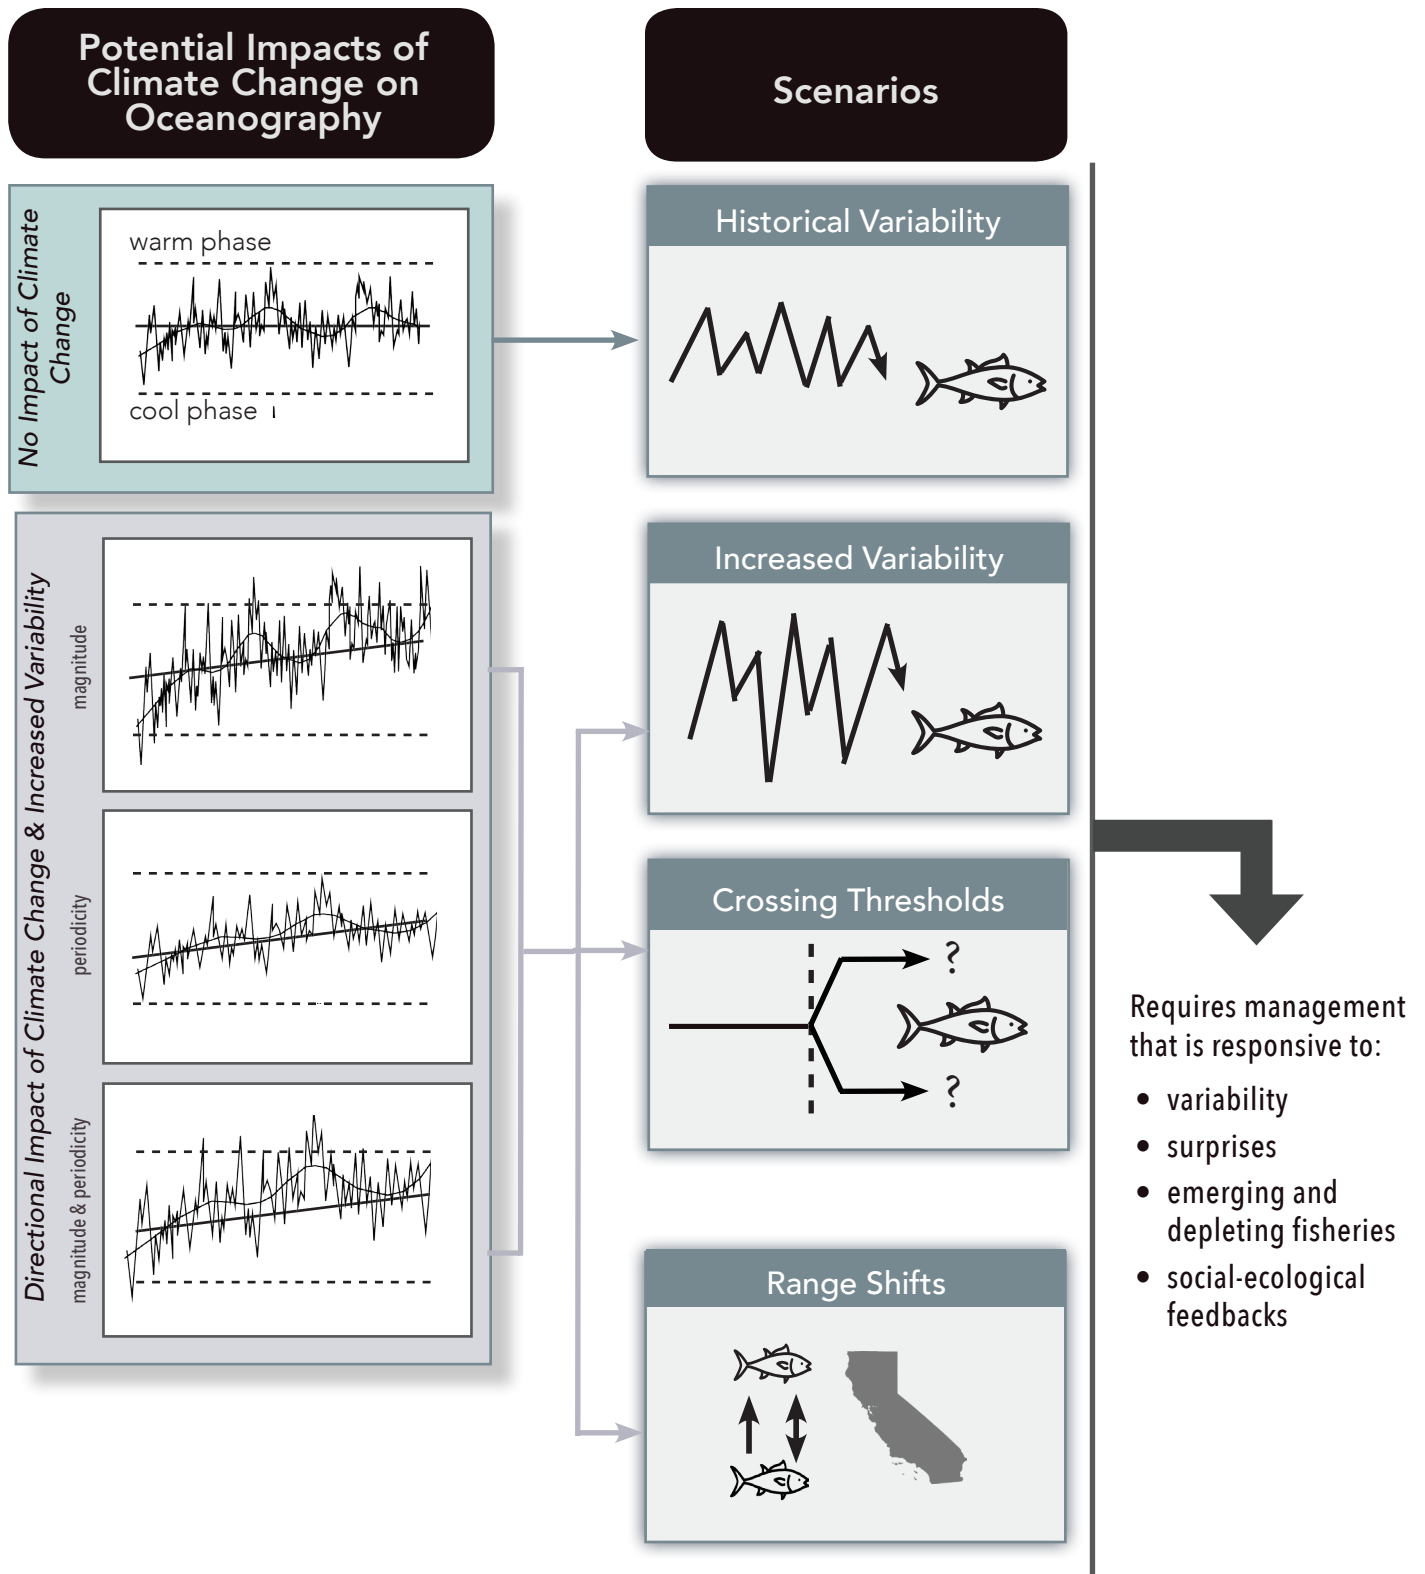 Potential Impacts of
Climate Change on
Oceanography
Scenarios
No Impact of Climate
Change
warm phase
cool phase
Historical Variability
Directional Impact of Climate Change & Increased Variability
magnitude
periodicity
magnitude & periodicity
Increased Variability
Crossing Thresholds
?
?
Range Shifts
Requires management
that is responsive to:
• variability
• surprises
• emerging and
depleting fisheries
• social-ecological
feedbacks